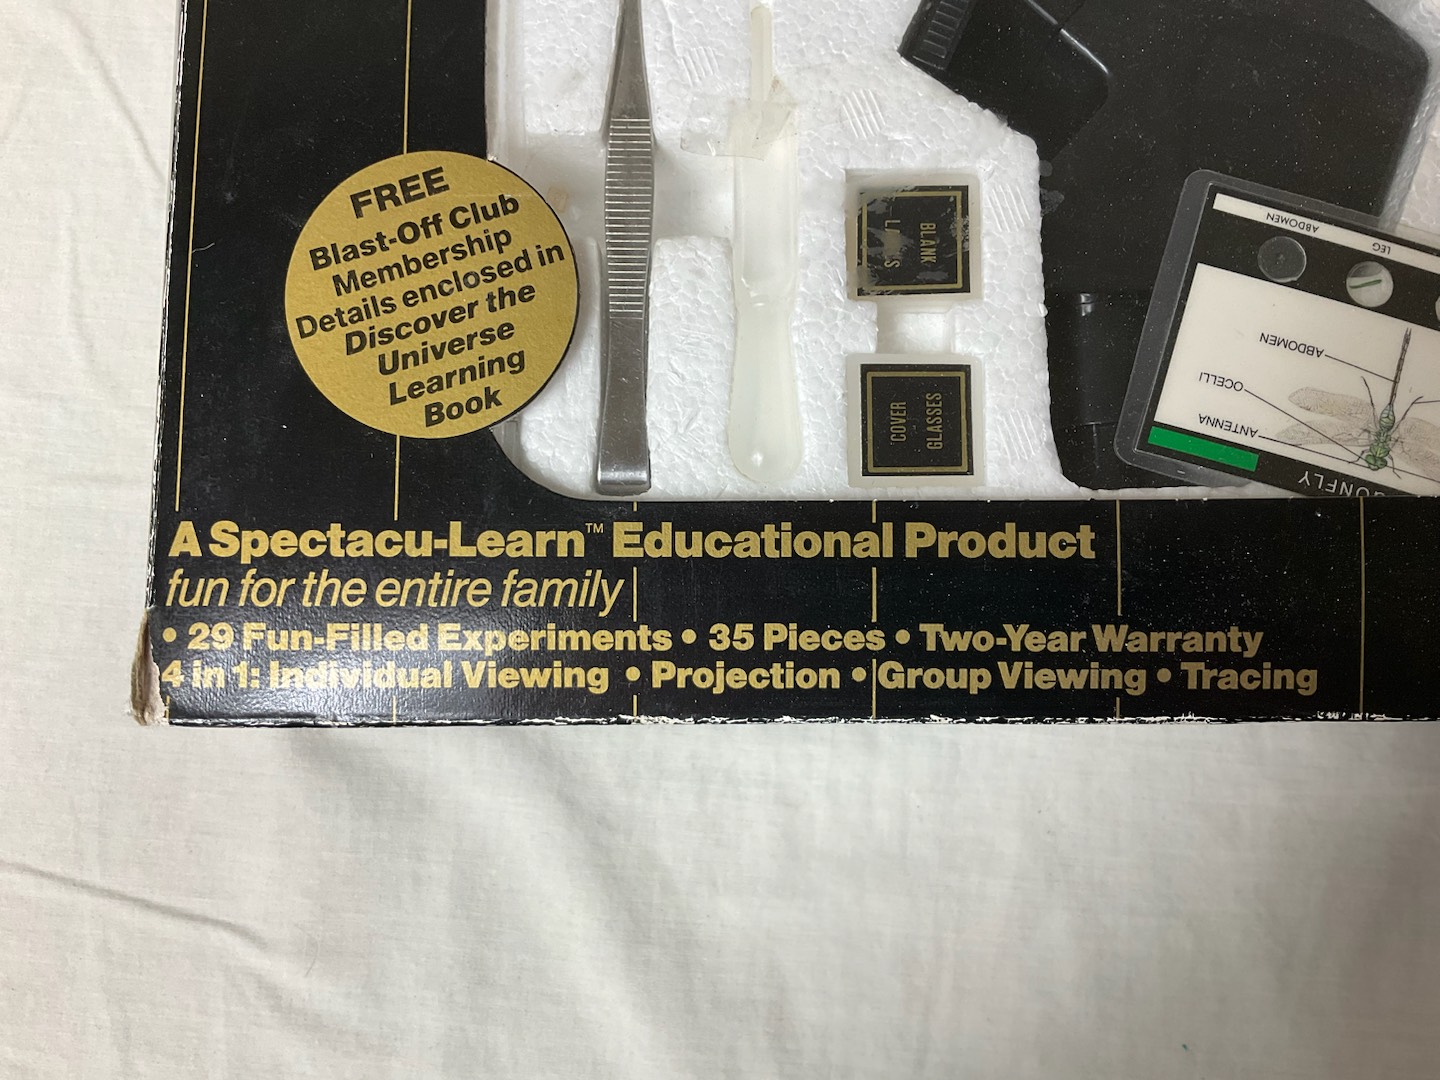 FREE
Blast-Off Club
Membership
Details enclosed in
Discover the
Universe
Learning
Book
BLANK
COVER
GLASSES
ABDOMEN
LEG
ABDOMEN
OCELLI
ANTENNA
A Spectacu-Learn™ Educational Product
fun for the entire family
• 29 Fun-Filled Experiments • 35 Pieces • Two-Year Warranty
4 in 1: Individual Viewing • Projection • Group Viewing • Tracing